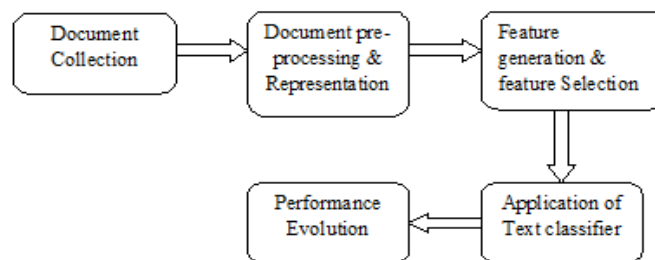 Document
Collection
Document pre-
processing &
Representation
Feature
generation &
feature Selection
Application of
Text classifier
Performance
Evolution